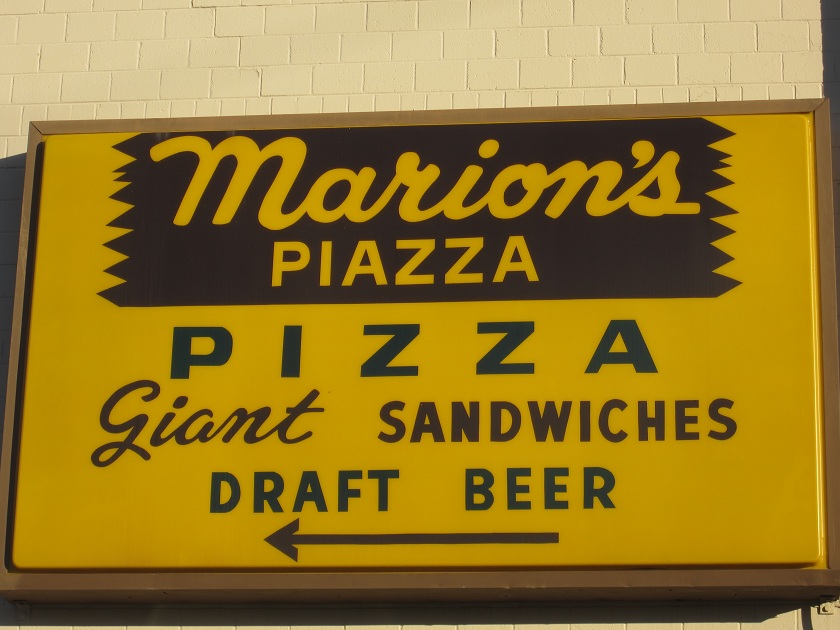 Marion's
PIAZZA
PIZZA
Giant SANDWICHES
DRAFT BEER